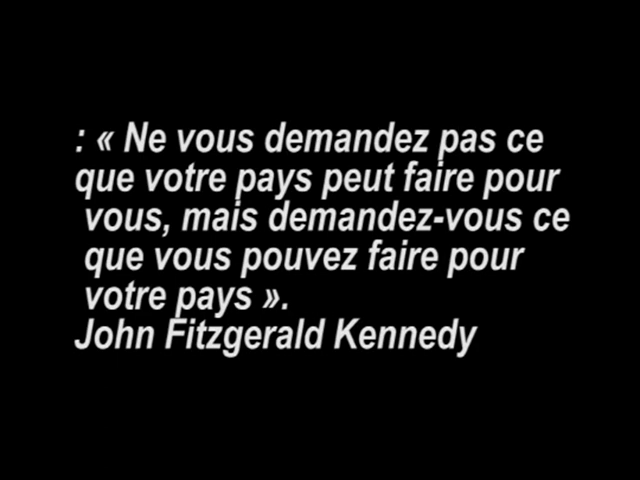 : « Ne vous demandez pas ce
que votre pays peut faire pour
vous, mais demandez-vous ce
que vous pouvez faire pour
votre pays ».
John Fitzgerald Kennedy